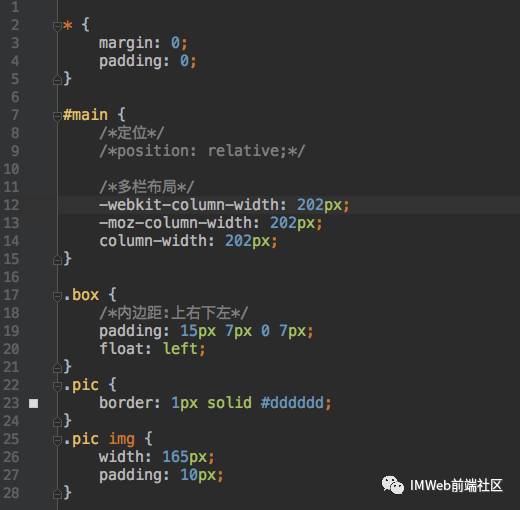 1
2 * {
3     margin: 0;
4     padding: 0;
5 }
6
7 #main {
8     /*定位*/
9     /*position: relative;*/
10
11     /*多栏布局*/
12     -webkit-column-width: 202px;
13     -moz-column-width: 202px;
14     column-width: 202px;
15 }
16
17 .box {
18     /*内边距:上右下左*/
19     padding: 15px 7px 0 7px;
20     float: left;
21 }
22 .pic {
23     border: 1px solid #dddddd;
24 }
25 .pic img {
26     width: 165px;
27     padding: 10px;
28 }
IMWeb前端社区